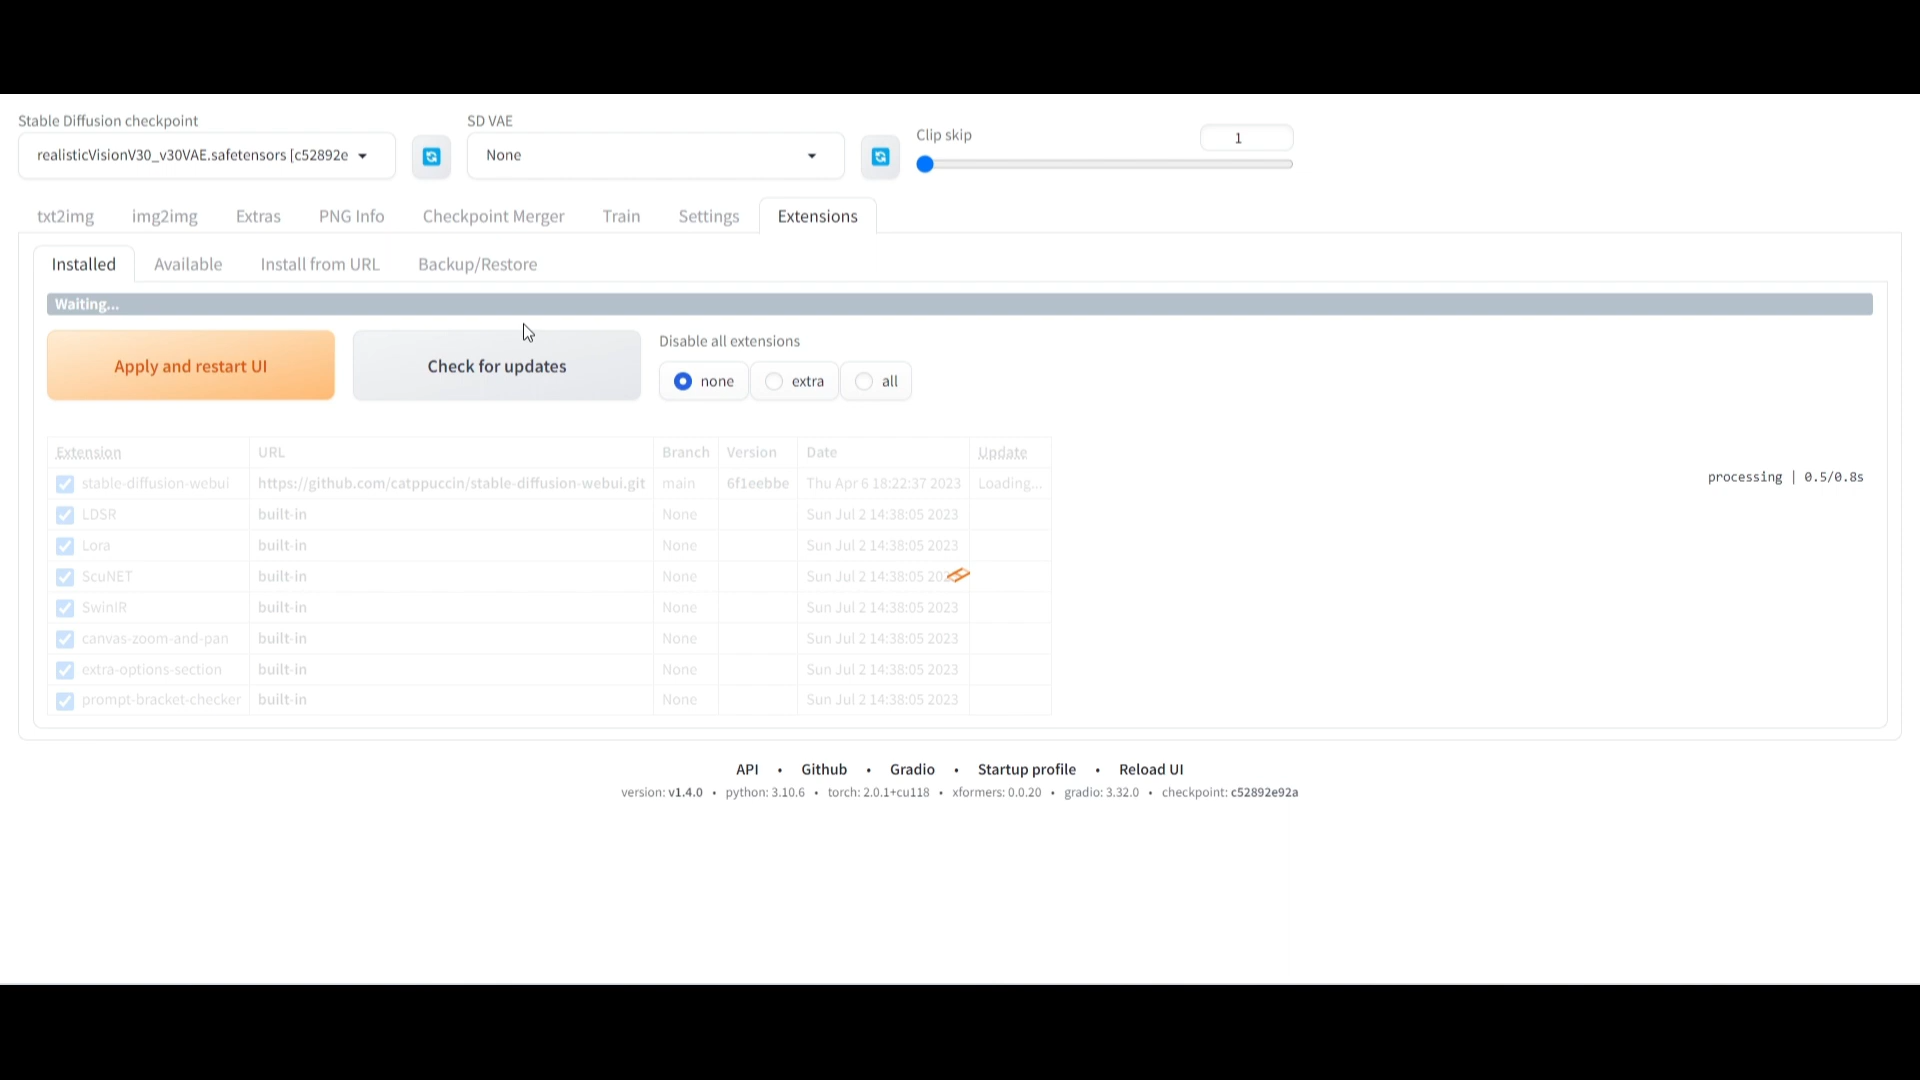 Stable Diffusion checkpoint
realisticVisionV30_v30VAE.safetensors [c52892e
SD VAE
None
Clip skip
1
txt2img img2img Extras PNG Info Checkpoint Merger Train Settings Extensions
Installed Available Install from URL Backup/Restore
Waiting...
Apply and restart UI
Check for updates
Disable all extensions
none extra all
Extension URL Branch Version Date Update
stable-diffusion-webui https://github.com/catppuccin/stable-diffusion-webui.git main 6f1eebbe Thu Apr 6 18:22:37 2023 Loading...
processing | 0.5/0.8s
LDSR built-in None Sun Jul 2 14:38:05 2023
Lora built-in None Sun Jul 2 14:38:05 2023
ScuNET built-in None Sun Jul 2 14:38:05
SwinIR built-in None Sun Jul 2 14:38:05 2023
canvas-zoom-and-pan built-in None Sun Jul 2 14:38:05 2023
extra-options-section built-in None Sun Jul 2 14:38:05 2023
prompt-bracket-checker built-in None Sun Jul 2 14:38:05 2023
API • Github • Gradio • Startup profile • Reload UI
version: v1.4.0 • python: 3.10.6 • torch: 2.0.1+cu118 • xformers: 0.0.20 • gradio: 3.32.0 • checkpoint: c52892e92a